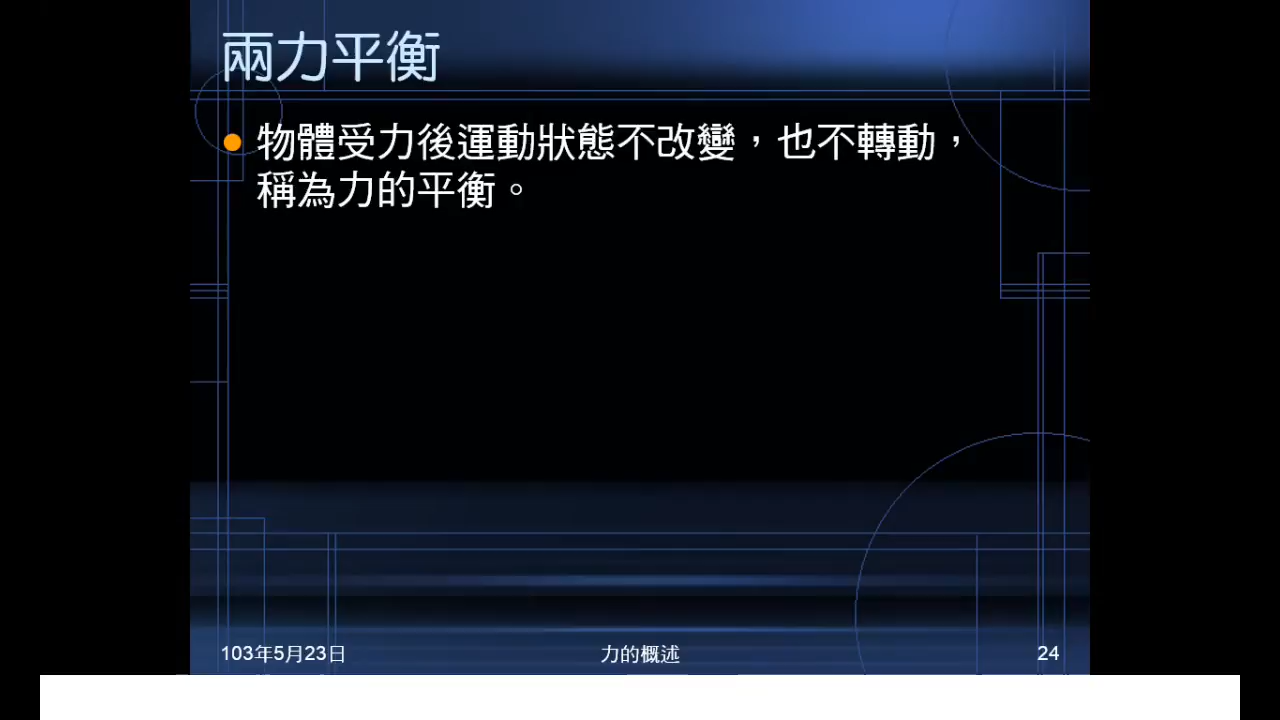 兩力平衡
物體受力後運動狀態不改變，也不轉動，
稱為力的平衡。
103年5月23日
力的概述
24